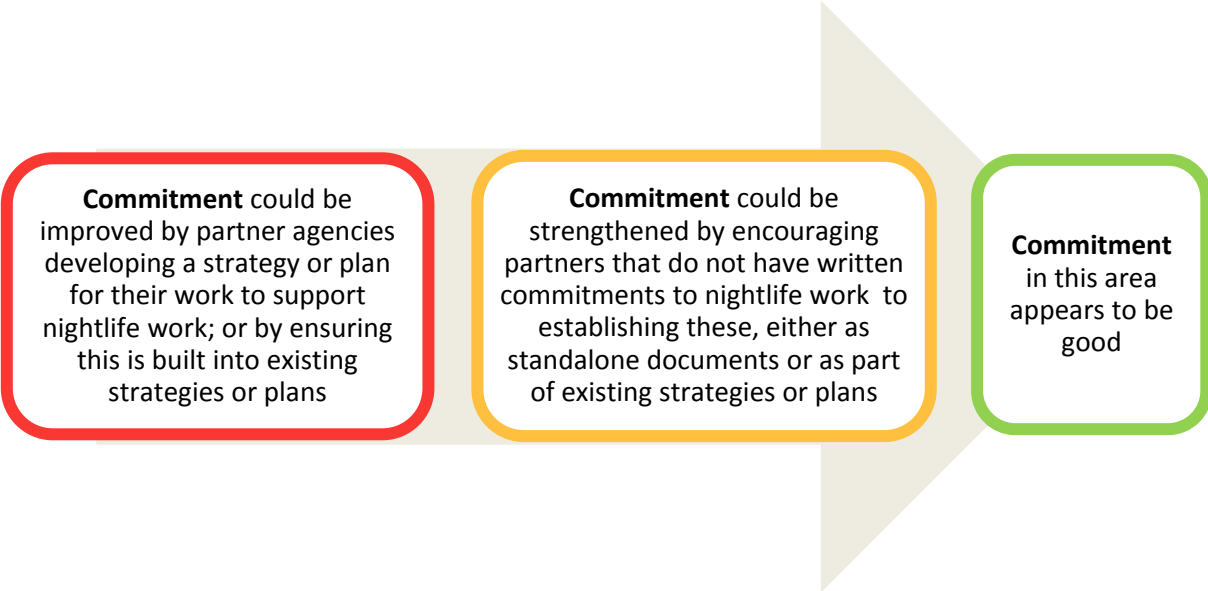 Commitment could be
improved by partner agencies
developing a strategy or plan
for their work to support
nightlife work; or by ensuring
this is built into existing
strategies or plans
Commitment could be
strengthened by encouraging
partners that do not have written
commitments to nightlife work  to
establishing these, either as
standalone documents or as part
of existing strategies or plans
Commitment
in this area
appears to be
good